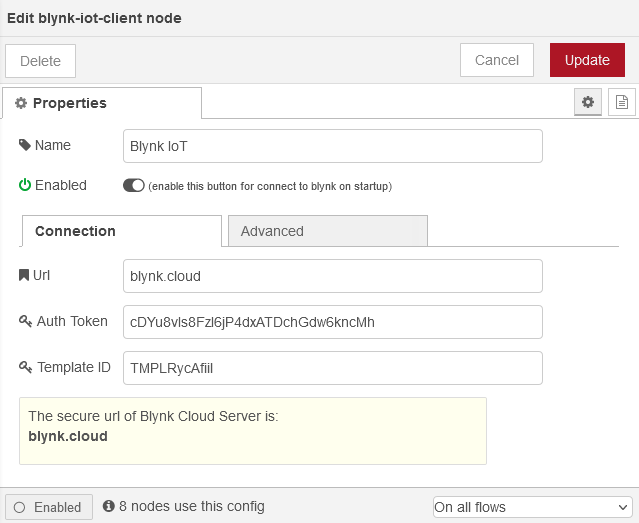 Edit blynk-iot-client node
Delete
Cancel
Update
Properties
Name
Blynk IoT
Enabled
(enable this button for connect to blynk on startup)
Connection
Advanced
Url
blynk.cloud
Auth Token
cDYu8vls8Fzl6jP4dxATDchGdw6kncMh
Template ID
TMPLRycAfiil
The secure url of Blynk Cloud Server is:
blynk.cloud
Enabled
8 nodes use this config
On all flows